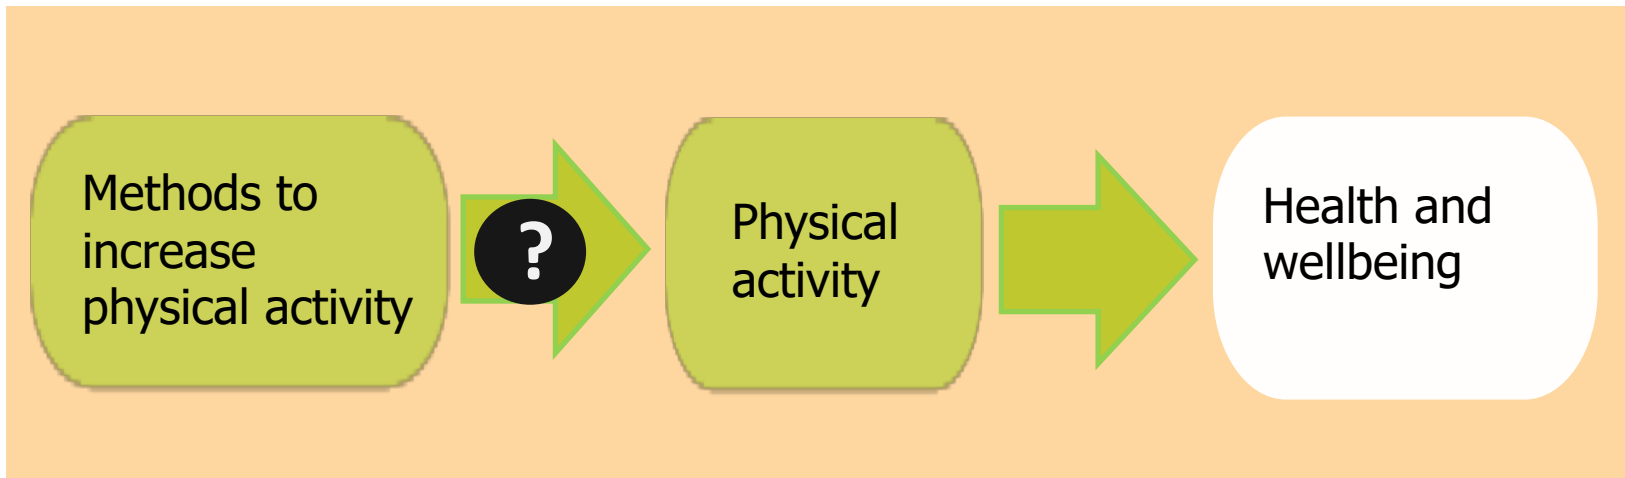 Methods to
increase
physical activity
?
Physical
activity
Health and
wellbeing